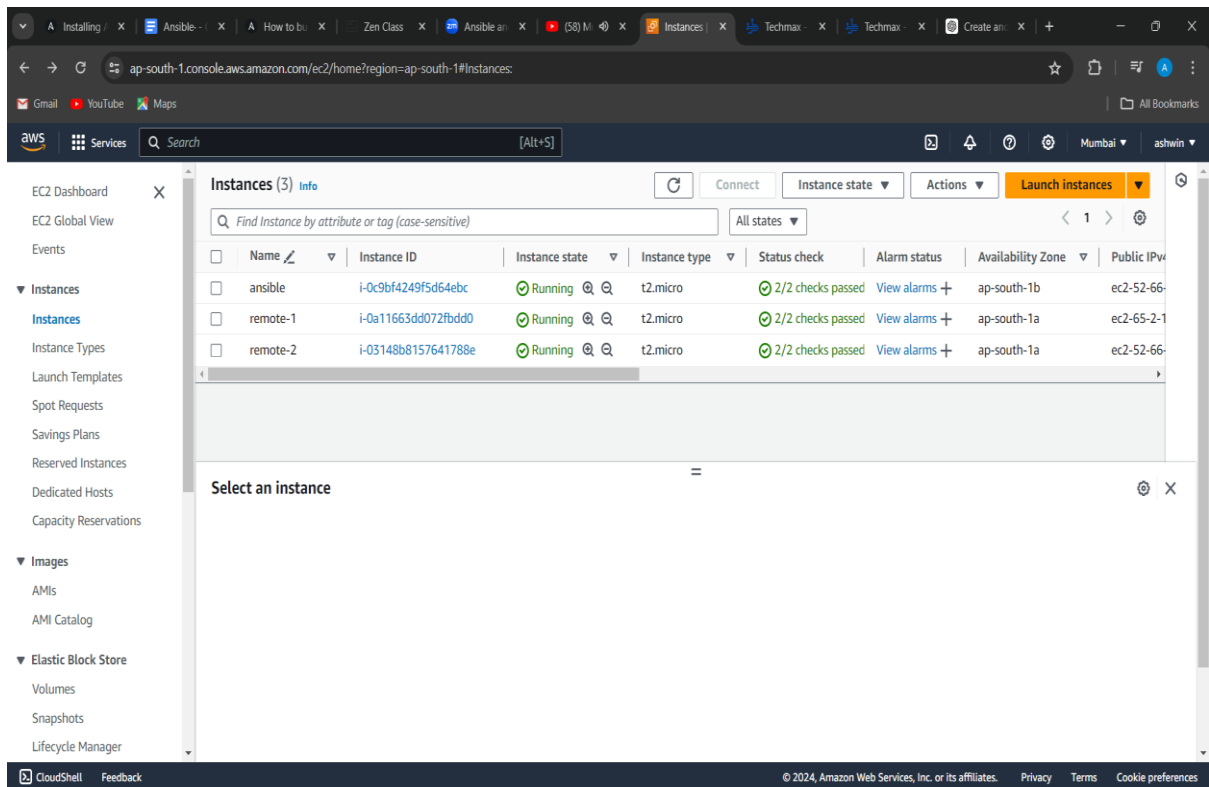 Installing / Ansible - ( How to bu Zen Class zm Ansible an (58) M Instances | Techmax - Techmax - Create anc
ap-south-1.console.aws.amazon.com/ec2/home?region=ap-south-1#Instances:
A
Gmail YouTube Maps All Bookmarks
aws Services Search [Alt+S] Mumbai ashwin
EC2 Dashboard
EC2 Global View
Events
Instances
Instances
Instance Types
Launch Templates
Spot Requests
Savings Plans
Reserved Instances
Dedicated Hosts
Capacity Reservations
Images
AMIs
AMI Catalog
Elastic Block Store
Volumes
Snapshots
Lifecycle Manager
Instances (3) Info Connect Instance state Actions Launch instances
Find Instance by attribute or tag (case-sensitive) All states 1
Name Instance ID Instance state Instance type Status check Alarm status Availability Zone Public IPv4
ansible i-0c9bf4249f5d64ebc Running t2.micro 2/2 checks passed View alarms + ap-south-1b ec2-52-66-
remote-1 i-0a11663dd072fbdd0 Running t2.micro 2/2 checks passed View alarms + ap-south-1a ec2-65-2-1
remote-2 i-03148b8157641788e Running t2.micro 2/2 checks passed View alarms + ap-south-1a ec2-52-66-
Select an instance
CloudShell Feedback © 2024, Amazon Web Services, Inc. or its affiliates. Privacy Terms Cookie preferences